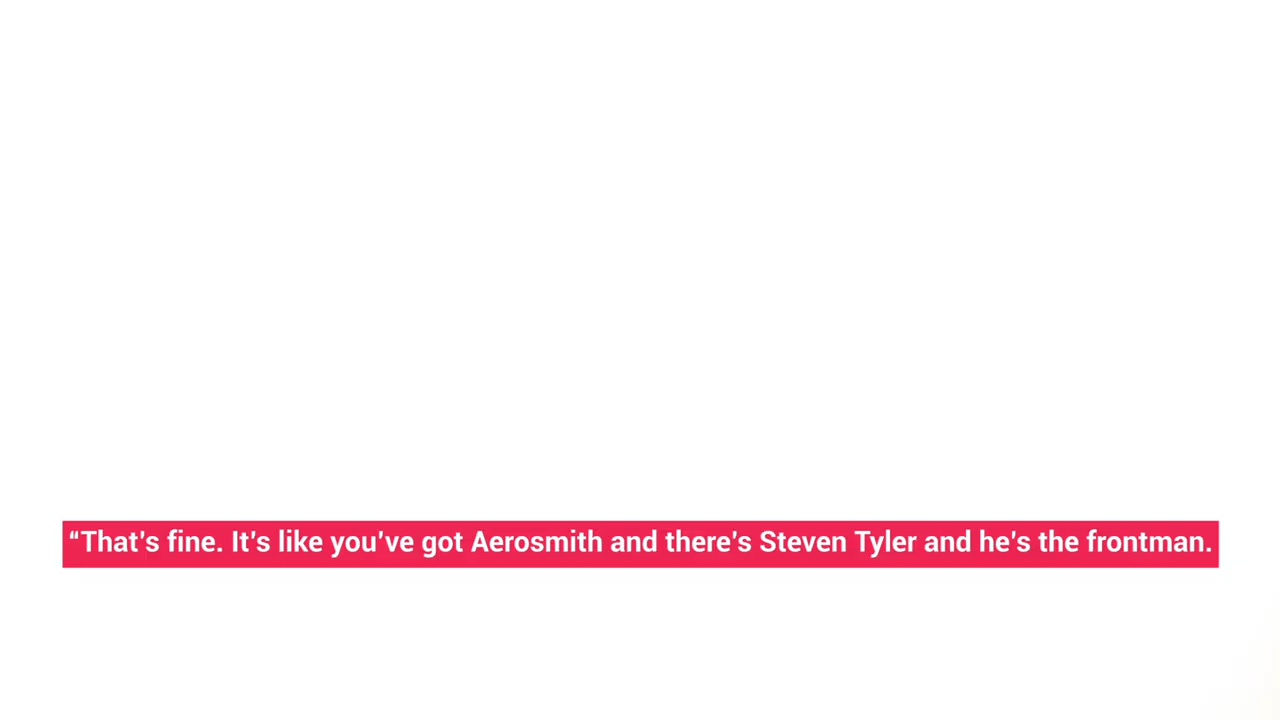 “That’s fine. It’s like you’ve got Aerosmith and there’s Steven Tyler and he’s the frontman.